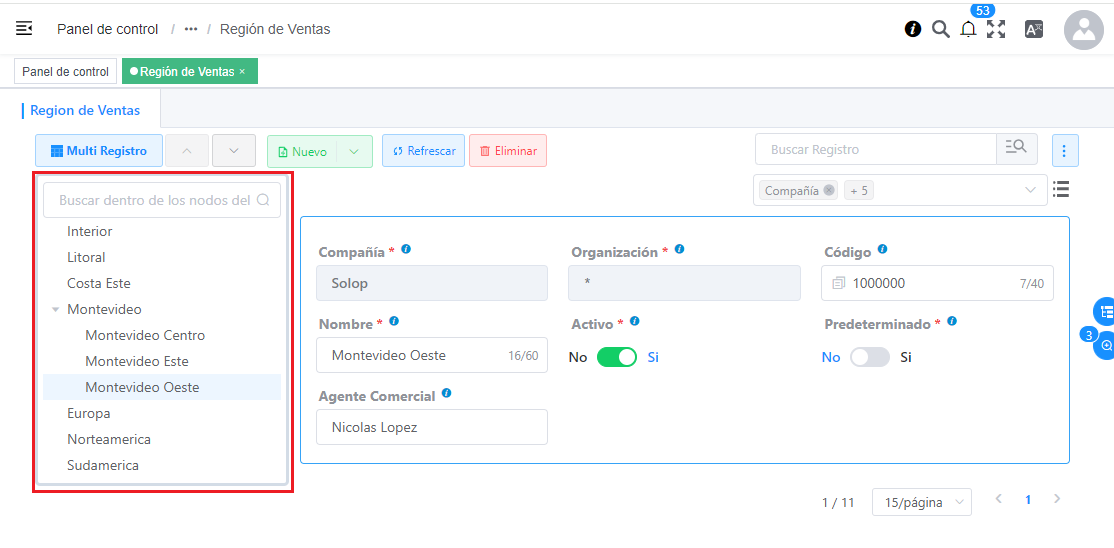 53
Panel de control / ··· / Región de Ventas
Panel de control
Región de Ventas ×
Region de Ventas
Multi Registro
Nuevo
Refrescar
Eliminar
Buscar Registro
Compañía
+ 5
Buscar dentro de los nodos del
Interior
Litoral
Costa Este
Montevideo
Montevideo Centro
Montevideo Este
Montevideo Oeste
Europa
Norteamerica
Sudamerica
Compañía *
Organización *
Código
Solop
*
1000000 7/40
Nombre *
Activo *
Predeterminado *
Montevideo Oeste 16/60
No Si
No Si
3
Agente Comercial
Nicolas Lopez
1 / 11
15/página
1